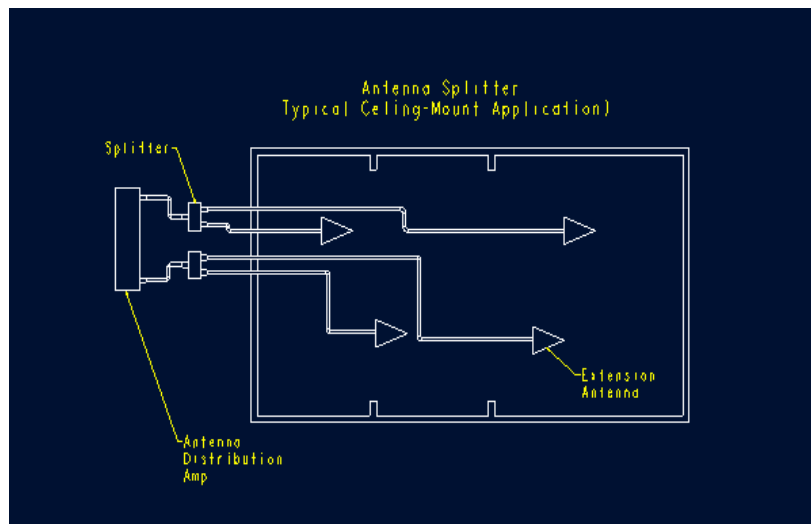 Antenna Splitter
Typical Celing-Mount Application)
Splitter
Extension
Antenna
Antenna
Distribution
Amp